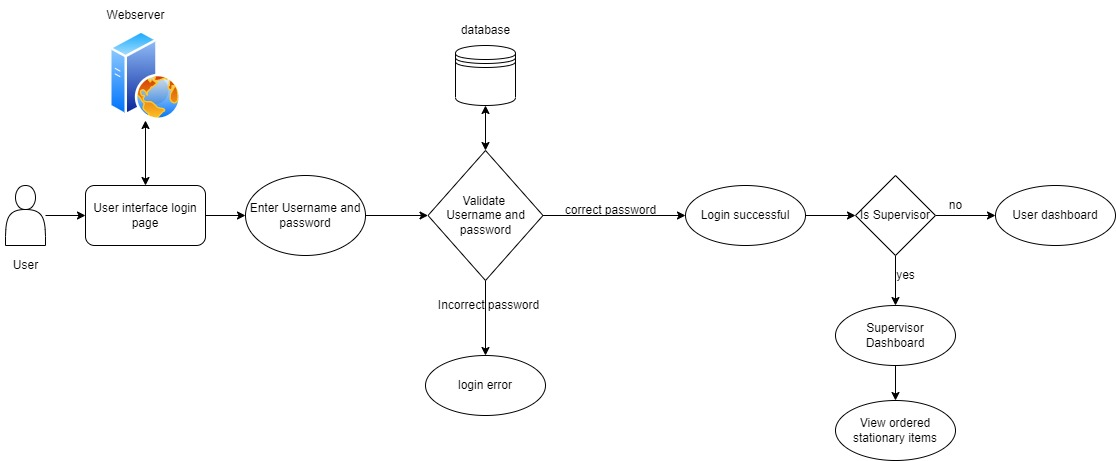 Webserver
database
User interface login
page
Enter Username and
password
Validate
Username and
password
correct password
Login successful
Is Supervisor
no
User dashboard
User
yes
Incorrect password
Supervisor
Dashboard
login error
View ordered
stationary items